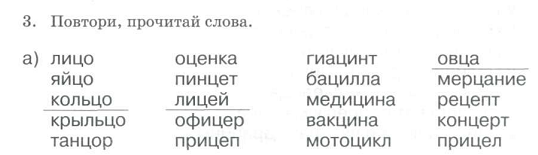 3. Повтори, прочитай слова.
а) лицо оценка гиацинт овца
яйцо пинцет бацилла мерцание
кольцо лицей медицина рецепт
крыльцо офицер вакцина концерт
танцор прицеп мотоцикл прицел